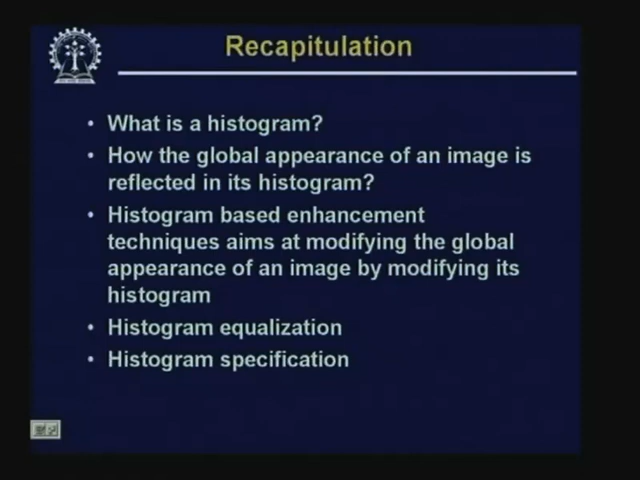 Recapitulation
• What is a histogram?
• How the global appearance of an image is
reflected in its histogram?
• Histogram based enhancement
techniques aims at modifying the global
appearance of an image by modifying its
histogram
• Histogram equalization
• Histogram specification